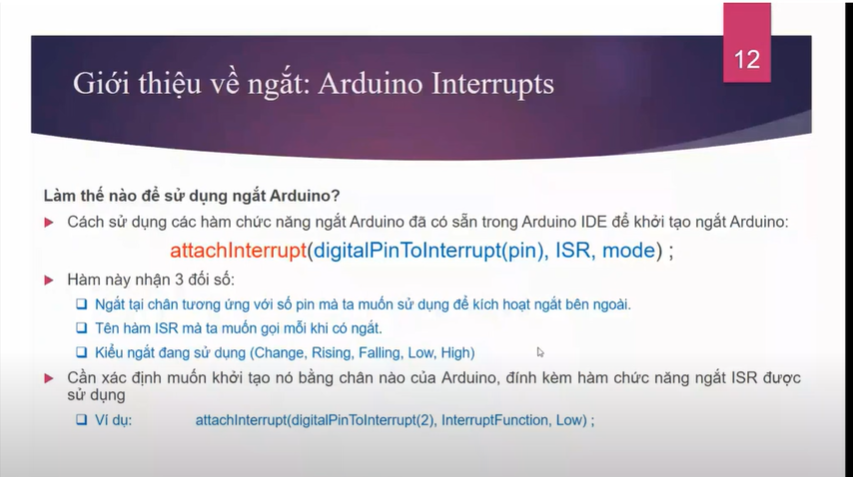 12
Giới thiệu về ngắt: Arduino Interrupts
Làm thế nào để sử dụng ngắt Arduino?
Cách sử dụng các hàm chức năng ngắt Arduino đã có sẵn trong Arduino IDE để khởi tạo ngắt Arduino:
attachInterrupt(digitalPinToInterrupt(pin), ISR, mode) ;
Hàm này nhận 3 đối số:
Ngắt tại chân tương ứng với số pin mà ta muốn sử dụng để kích hoạt ngắt bên ngoài.
Tên hàm ISR mà ta muốn gọi mỗi khi có ngắt.
Kiểu ngắt đang sử dụng (Change, Rising, Falling, Low, High)
Cần xác định muốn khởi tạo nó bằng chân nào của Arduino, đính kèm hàm chức năng ngắt ISR được
sử dụng
Ví dụ: attachInterrupt(digitalPinToInterrupt(2), InterruptFunction, Low) ;